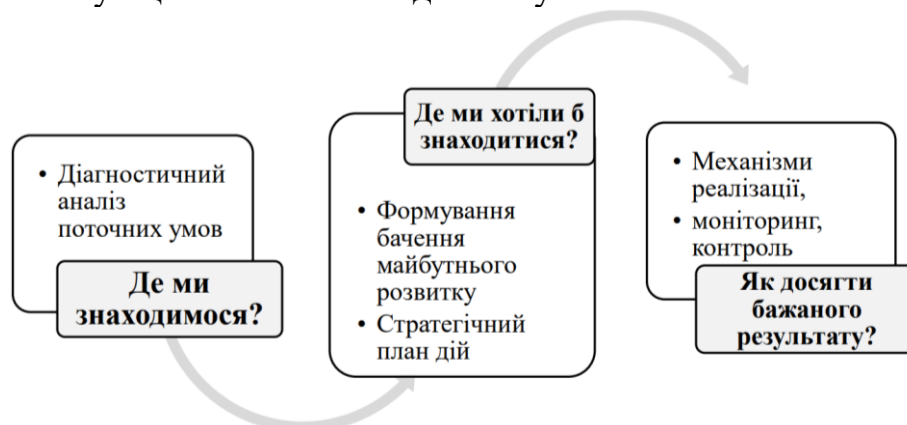 • Діагностичний
аналіз
поточних умов
Де ми
знаходимося?
Де ми хотіли б
знаходитися?
• Формування
бачення
майбутнього
розвитку
• Стратегічний
план дій
• Механізми
реалізації,
• моніторинг,
контроль
Як досягти
бажаного
результату?